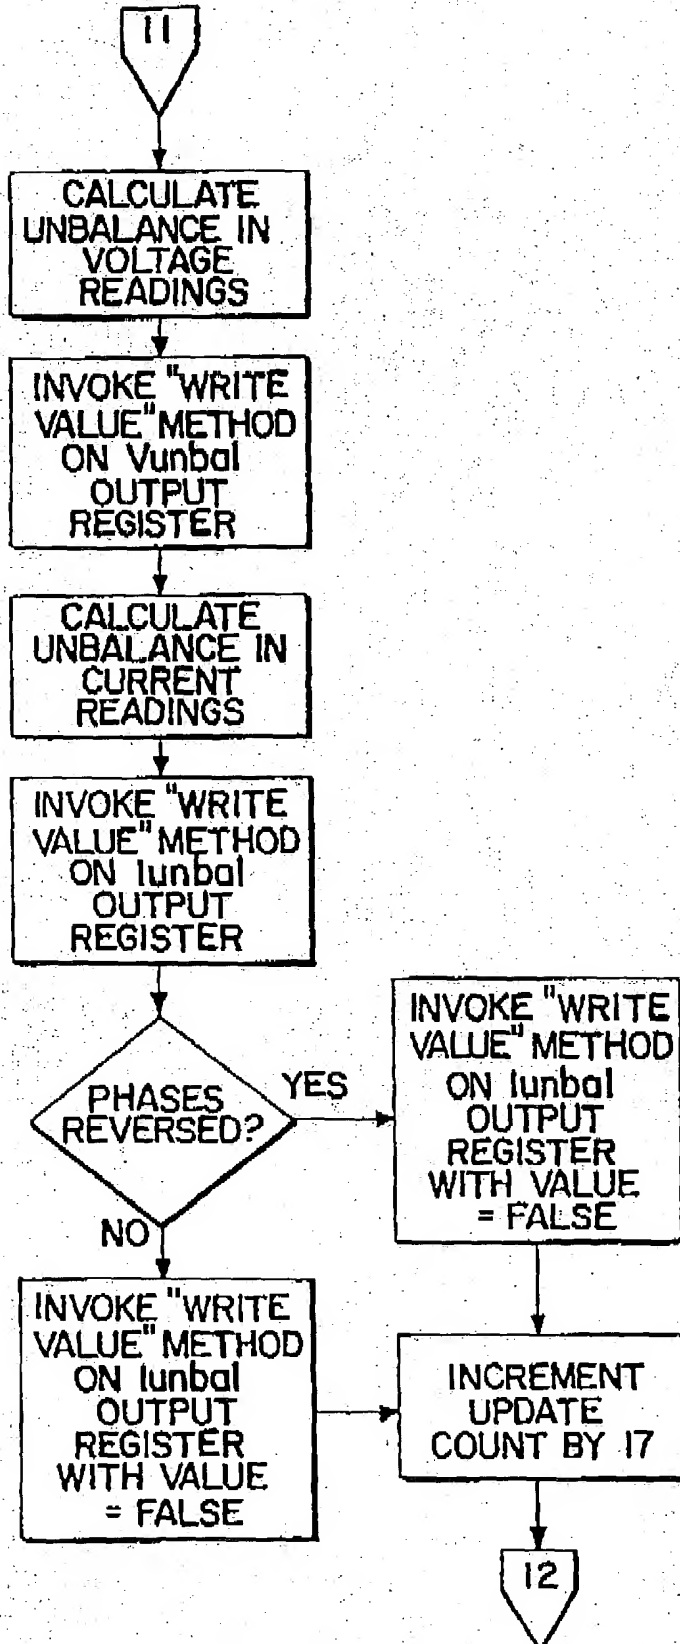 11
CALCULATE
UNBALANCE IN
VOLTAGE
READINGS
INVOKE "WRITE
VALUE" METHOD
ON Vunbal
OUTPUT
REGISTER
CALCULATE
UNBALANCE IN
CURRENT
READINGS
INVOKE "WRITE
VALUE" METHOD
ON Iunbal
OUTPUT
REGISTER
PHASES
REVERSED?
YES
INVOKE "WRITE
VALUE" METHOD
ON Iunbal
OUTPUT
REGISTER
WITH VALUE
= FALSE
NO
INVOKE "WRITE
VALUE" METHOD
ON Iunbal
OUTPUT
REGISTER
WITH VALUE
= FALSE
INCREMENT
UPDATE
COUNT BY 17
12